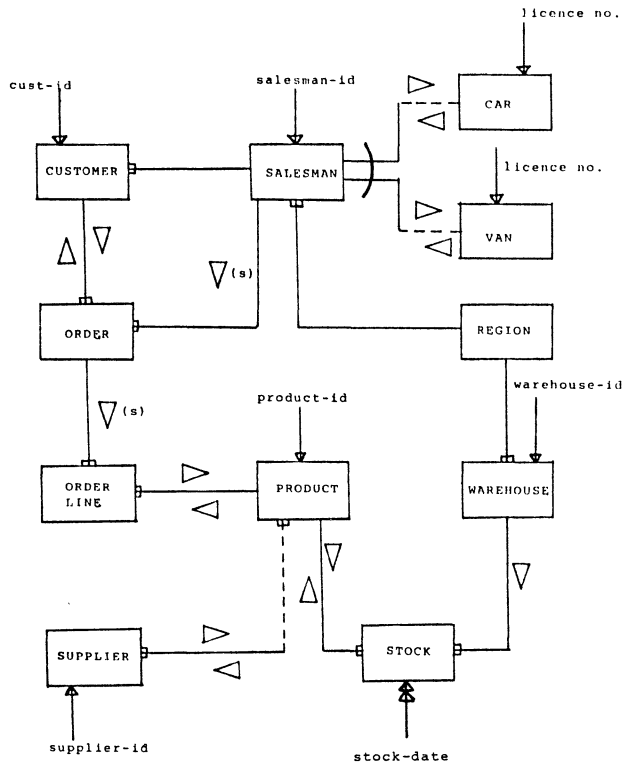 licence no.
cust-id
salesman-id
CAR
CUSTOMER
SALESMAN
licence no.
VAN
(s)
ORDER
REGION
product-id
warehouse-id
(s)
ORDER
LINE
PRODUCT
WAREHOUSE
SUPPLIER
STOCK
supplier-id
stock-date